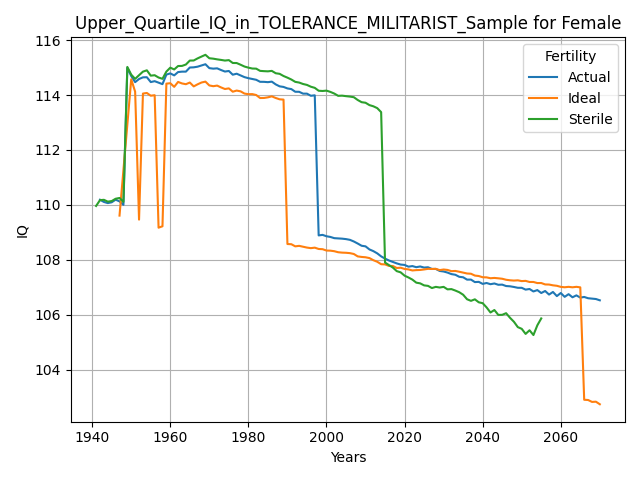 Upper_Quartile_IQ_in_TOLERANCE_MILITARIST_Sample for Female
116
114
112
110
108
106
104
IQ
1940
1960
1980
2000
2020
2040
2060
Years
Fertility
Actual
Ideal
Sterile